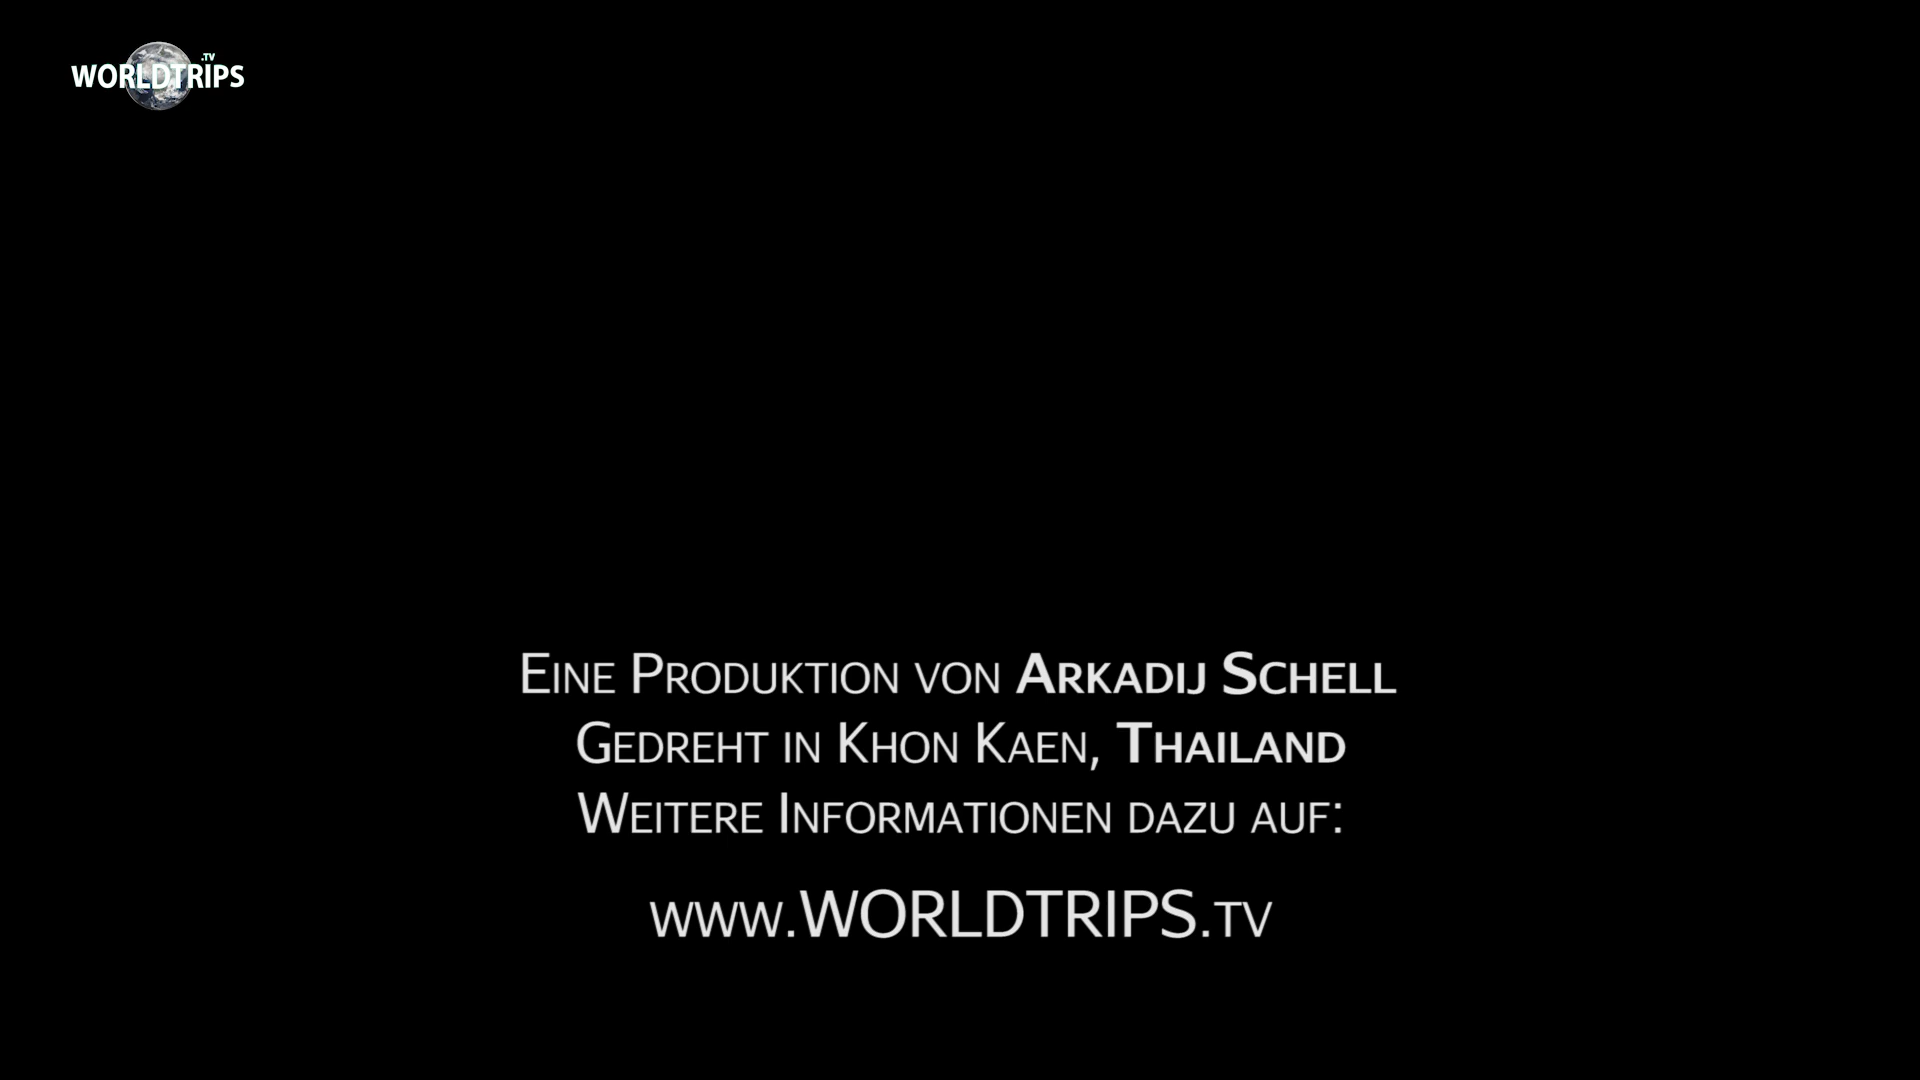 WORLDTRIPS.TV
Eine Produktion von Arkadij Schell
Gedreht in Khon Kaen, Thailand
Weitere Informationen dazu auf:
www.WORLDTRIPS.tv